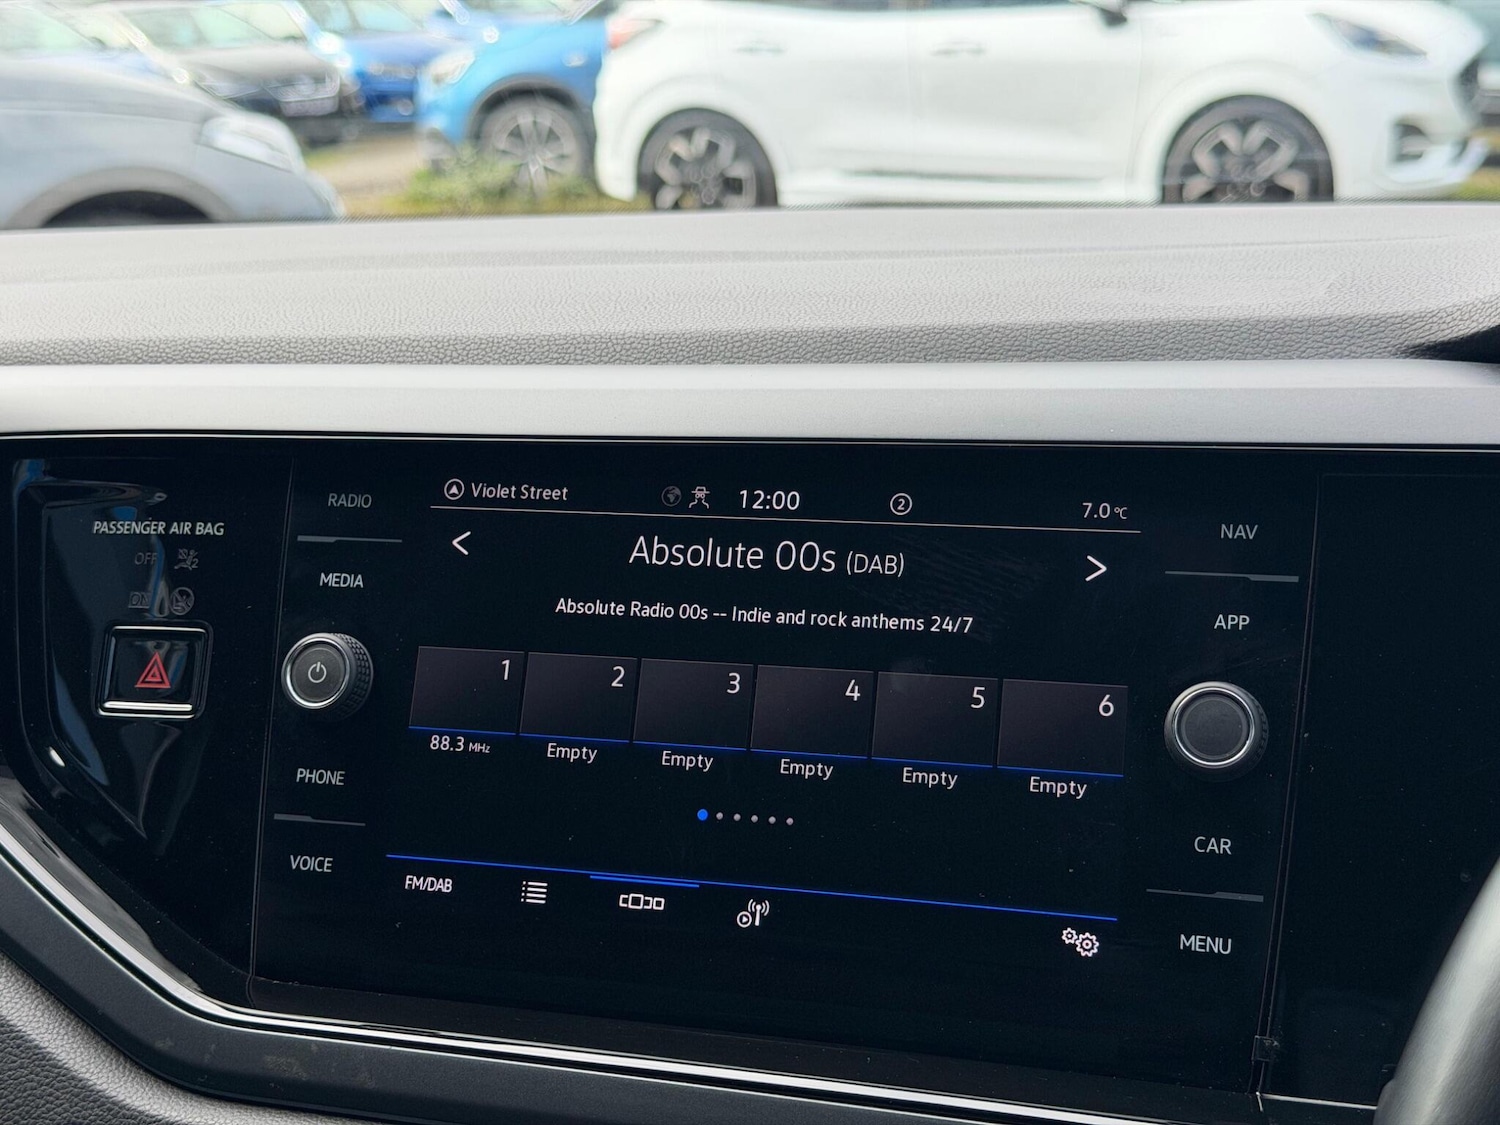 PASSENGER AIR BAG
OFF
ON
RADIO
MEDIA
PHONE
VOICE
Violet Street
12:00
2
7.0 °C
< Absolute 00s (DAB) >
Absolute Radio 00s -- Indie and rock anthems 24/7
1 2 3 4 5 6
88.3 MHz Empty Empty Empty Empty Empty
FM/DAB
NAV
APP
CAR
MENU